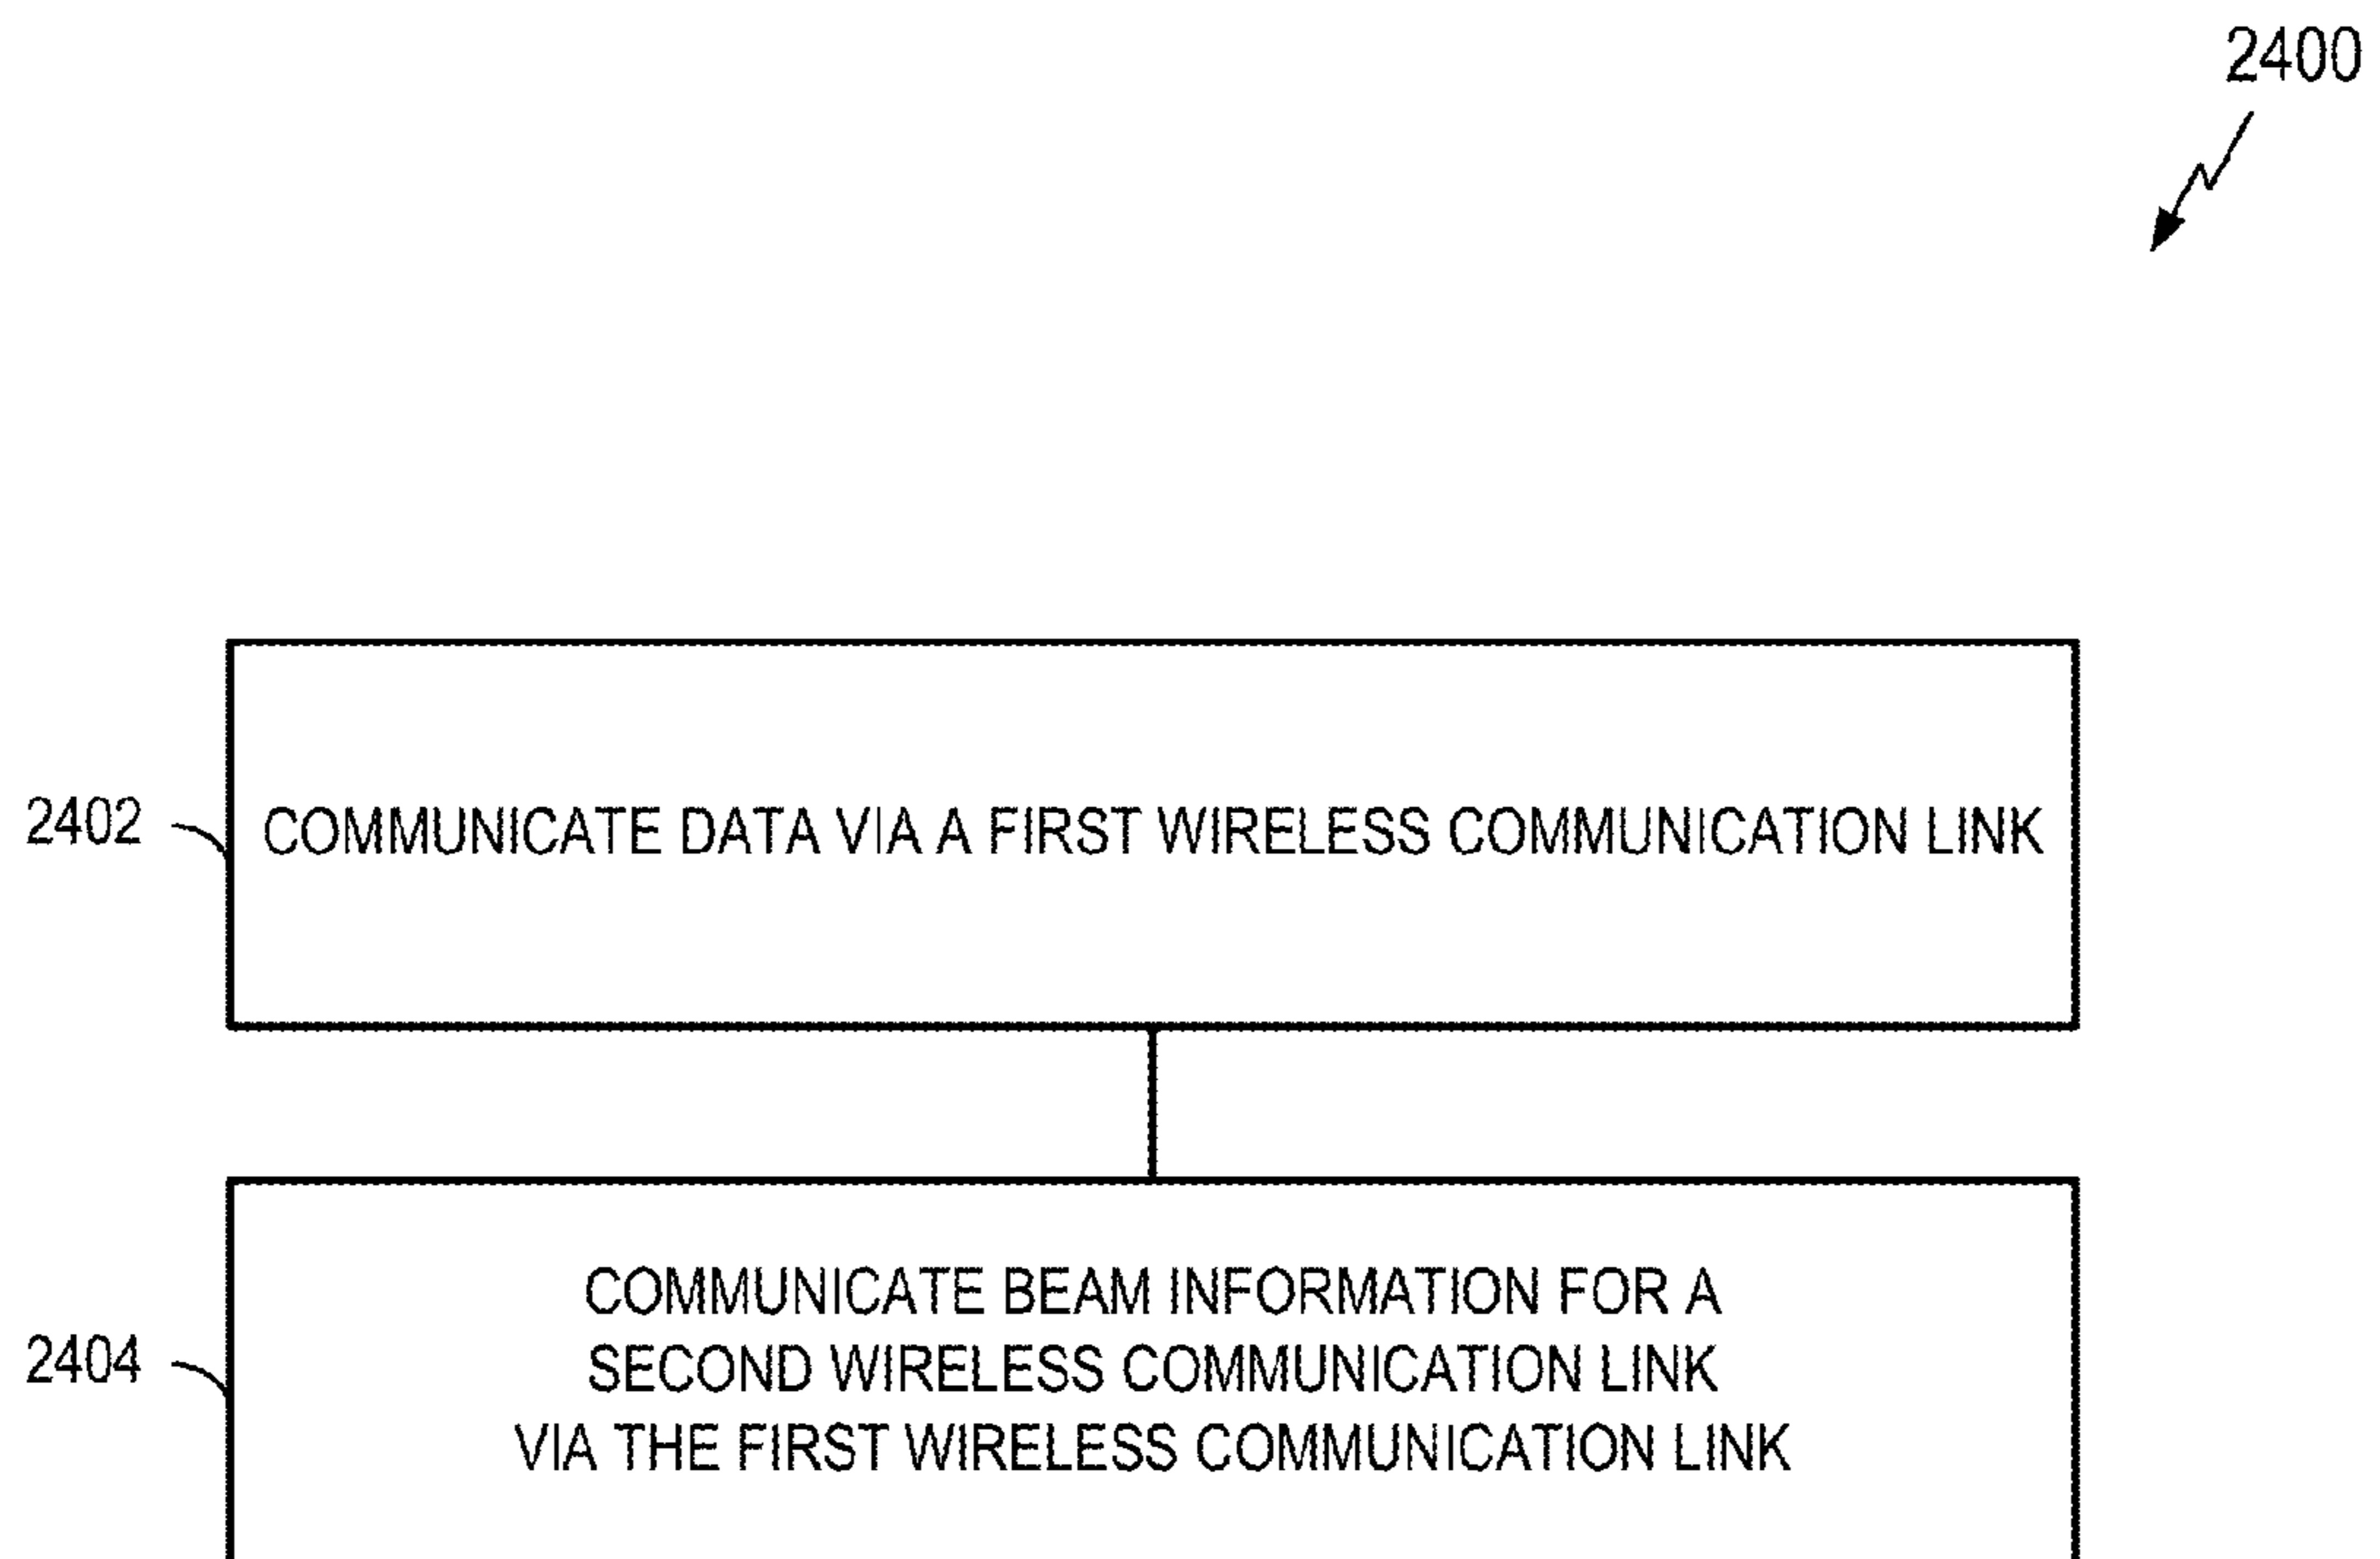 2400
2402
COMMUNICATE DATA VIA A FIRST WIRELESS COMMUNICATION LINK
2404
COMMUNICATE BEAM INFORMATION FOR A
SECOND WIRELESS COMMUNICATION LINK
VIA THE FIRST WIRELESS COMMUNICATION LINK